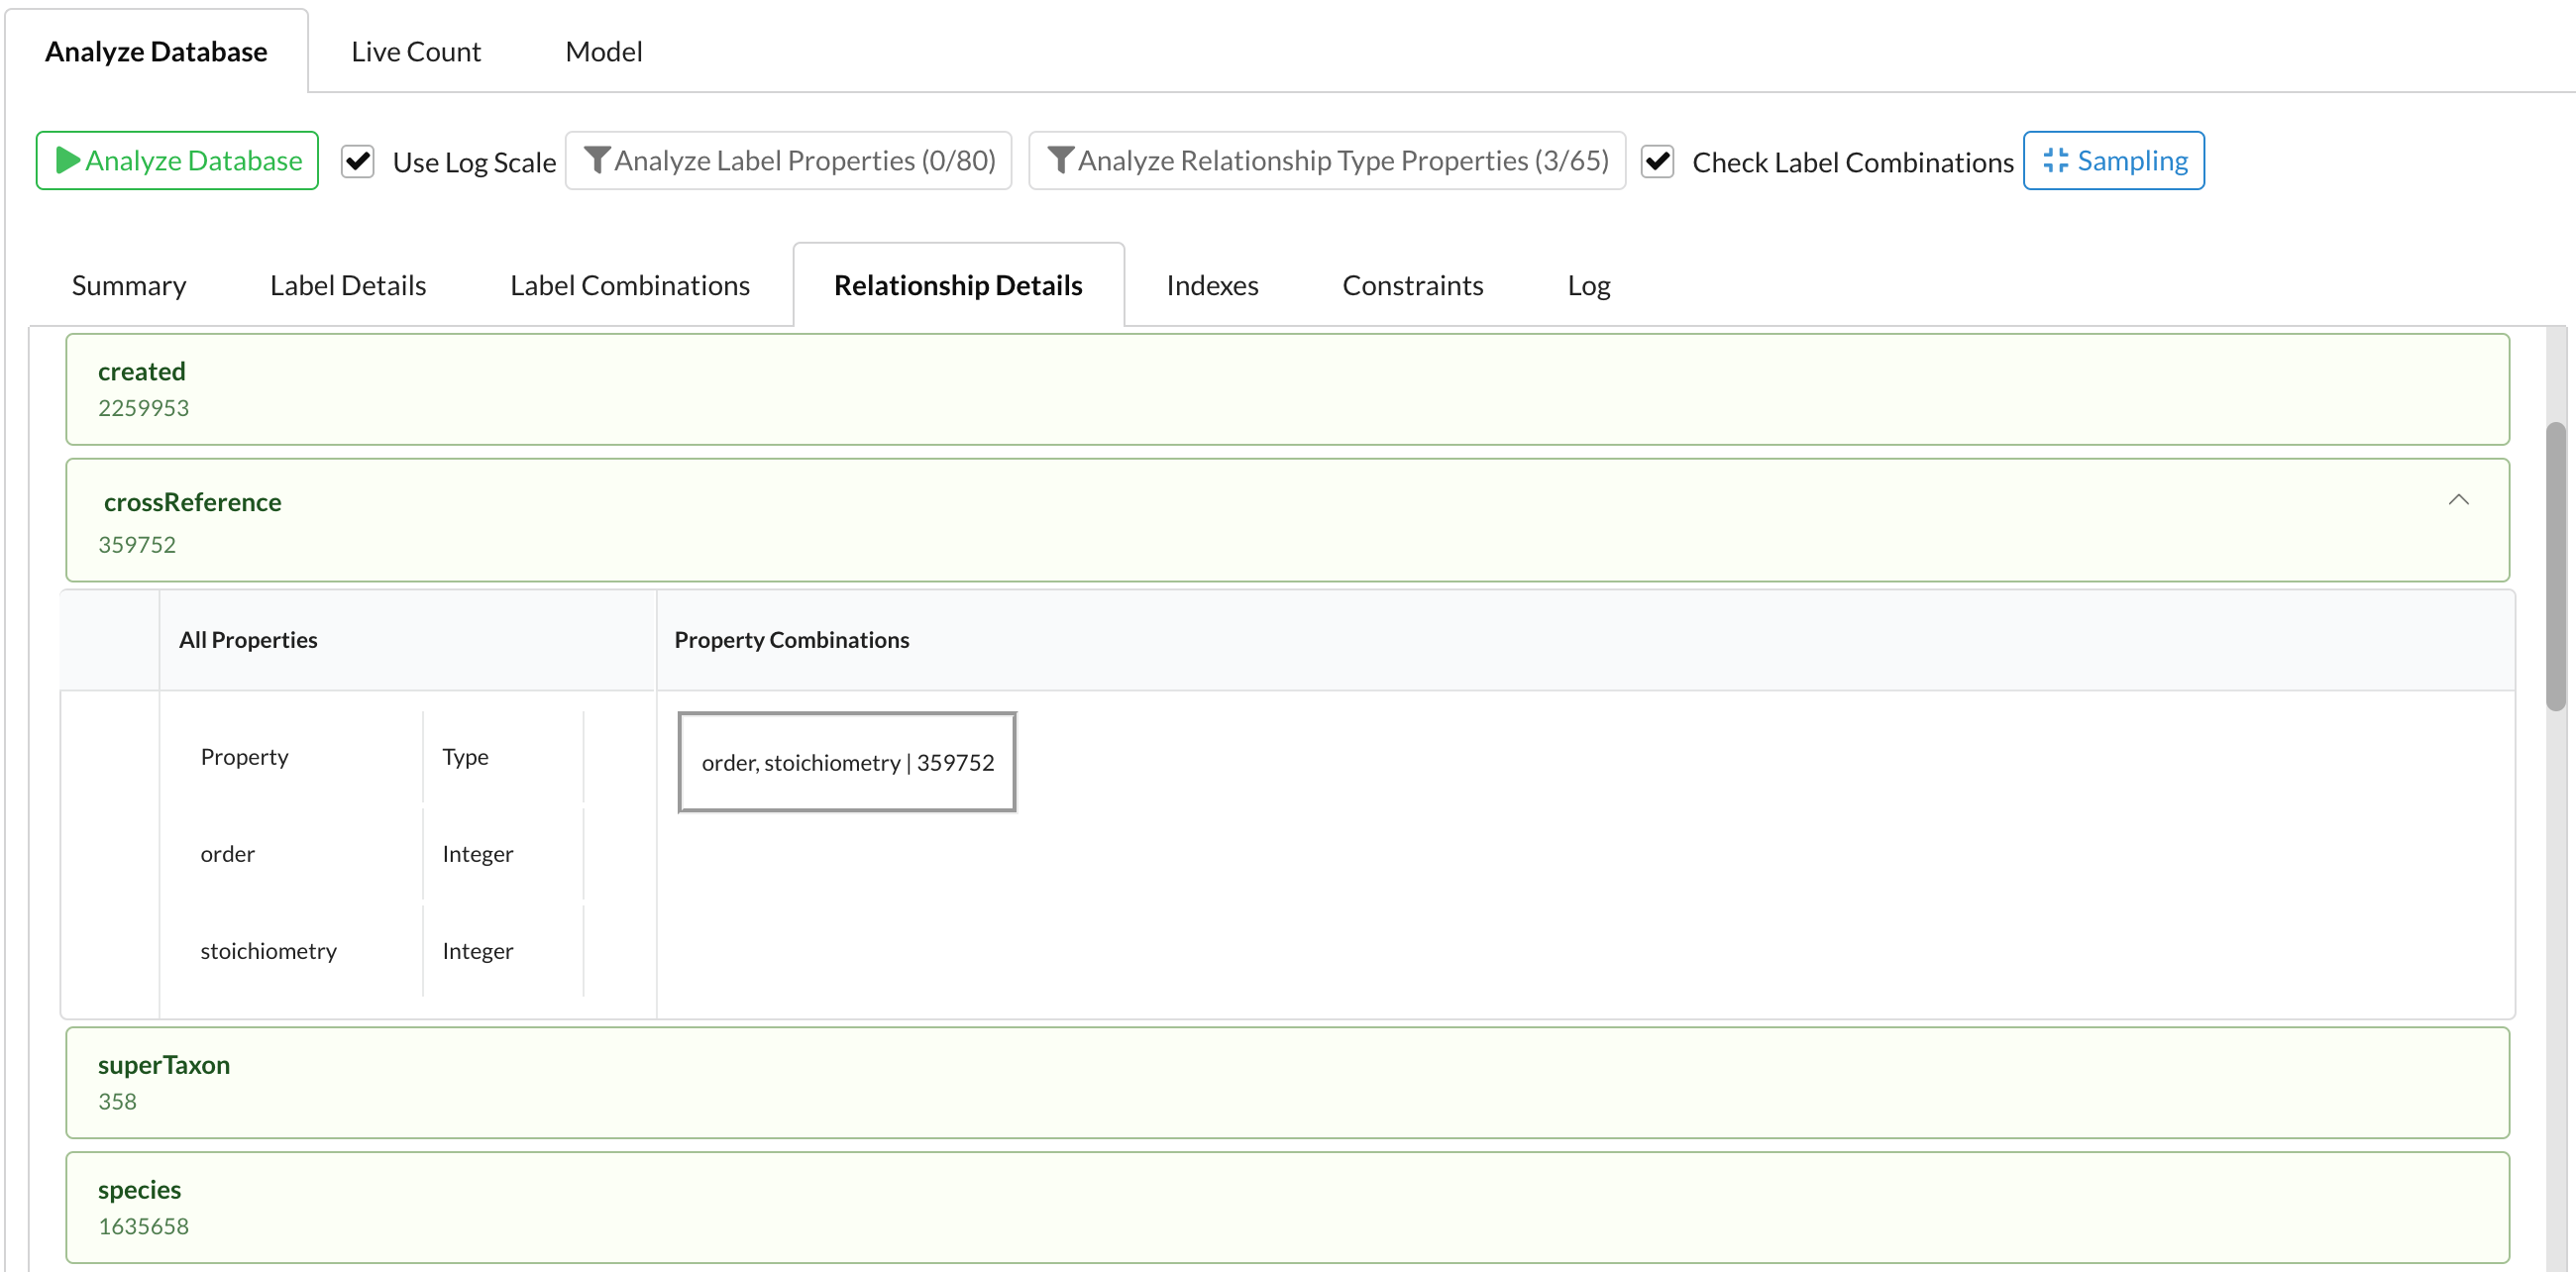 Analyze Database Live Count Model
Analyze Database Use Log Scale Analyze Label Properties (0/80) Analyze Relationship Type Properties (3/65) Check Label Combinations Sampling
Summary Label Details Label Combinations Relationship Details Indexes Constraints Log
created
2259953
crossReference
359752
All Properties Property Combinations
Property Type order, stoichiometry | 359752
order Integer
stoichiometry Integer
superTaxon
358
species
1635658